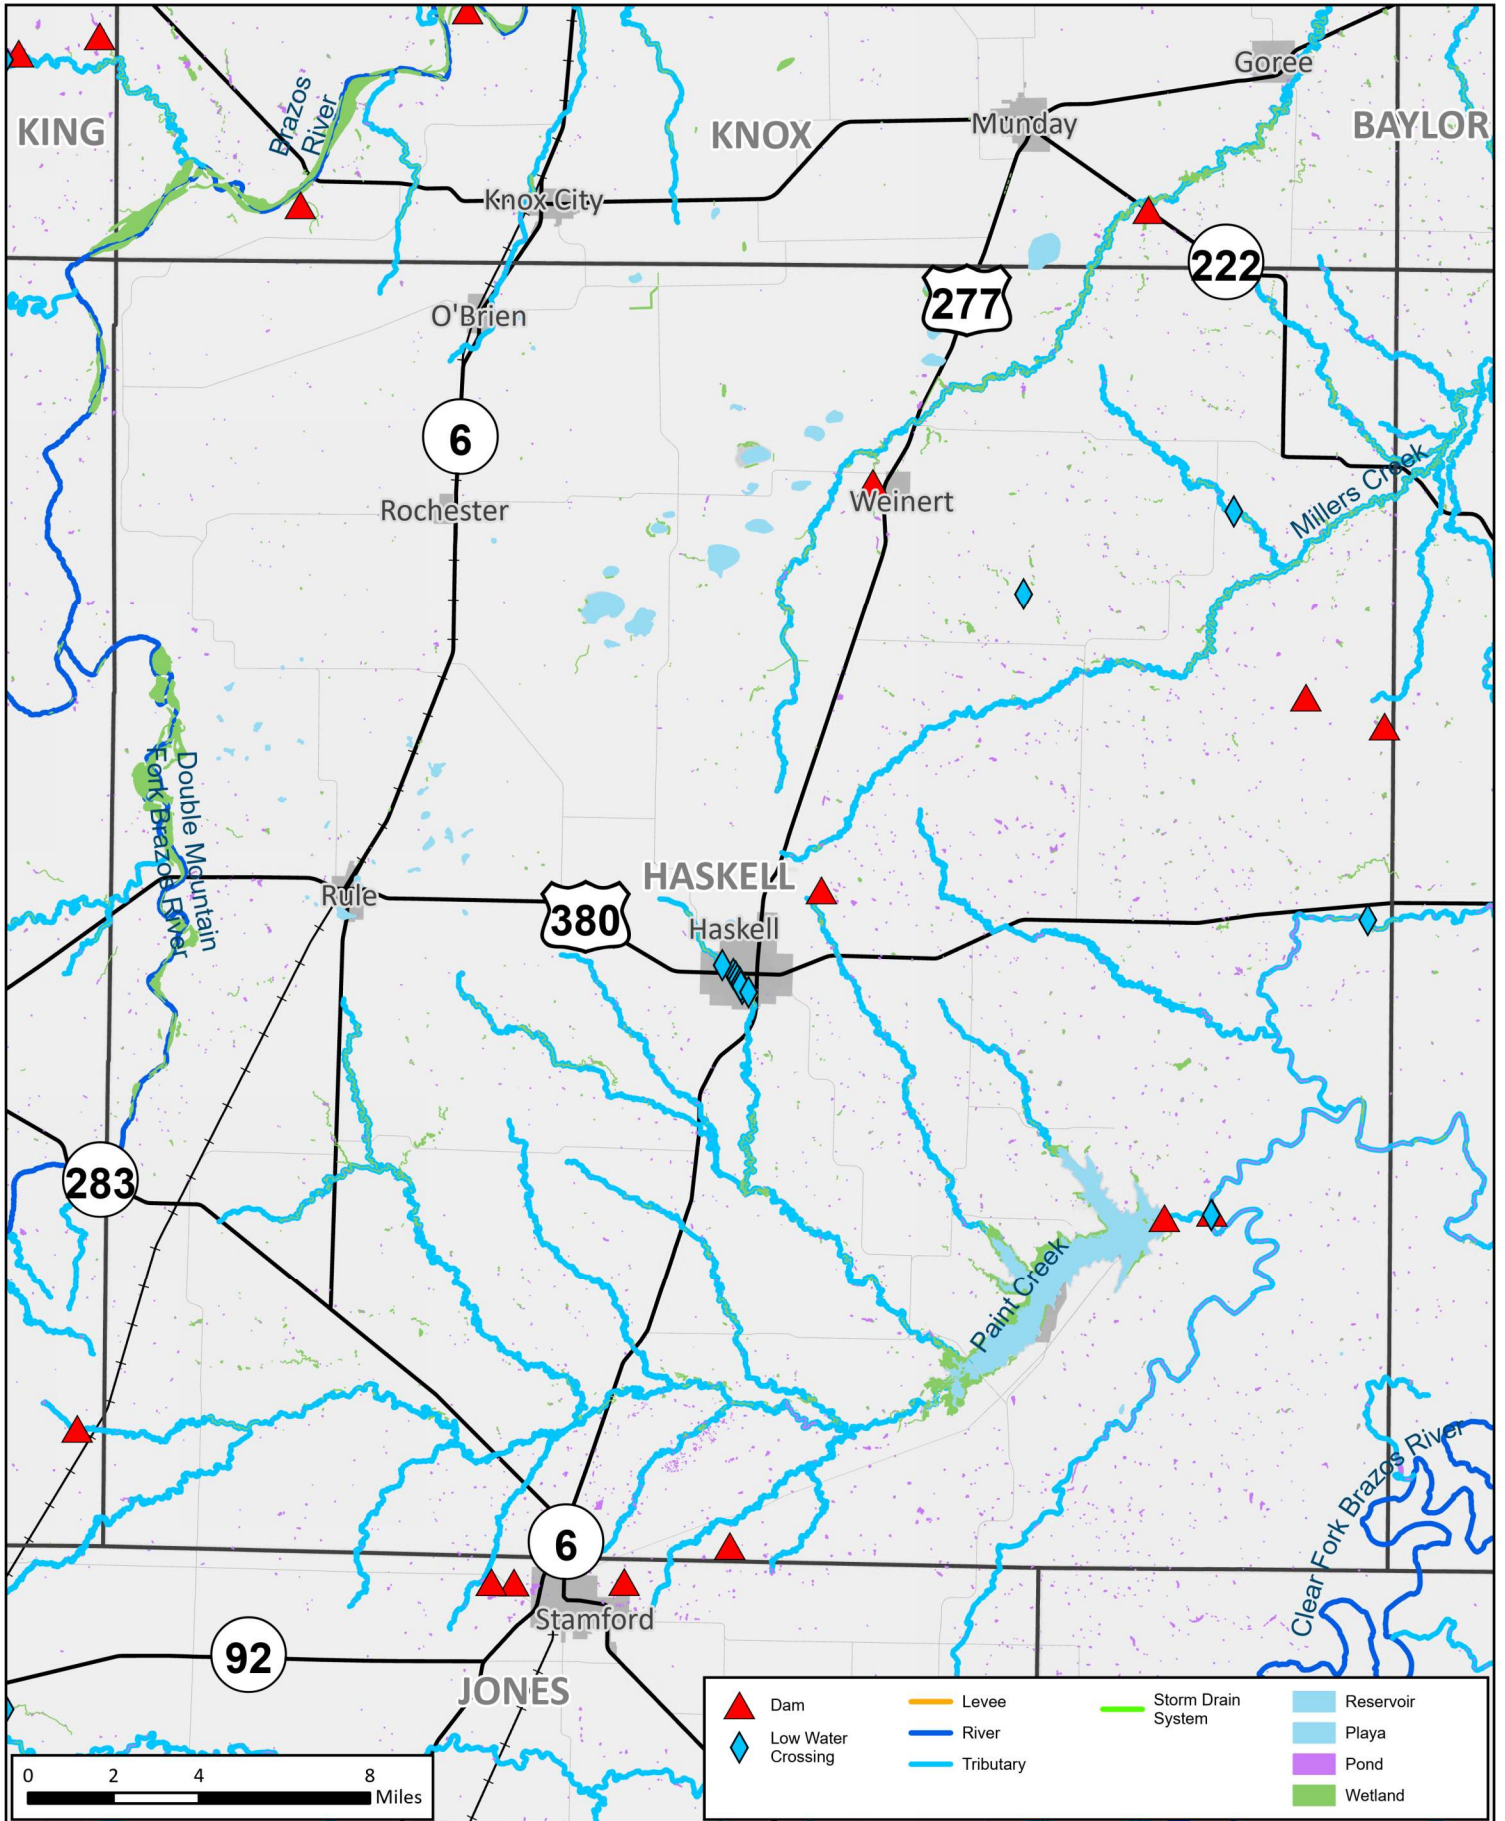 Goree
Brazos
River
KING
KNOX
Munday
BAYLOR
Knox City
222
277
O'Brien
6
Millers Creek
Weinert
Rochester
Double Mountain
Fork Brazos River
HASKELL
Rule
380
Haskell
283
Paint Creek
Clear Fork Brazos River
6
Stamford
92
JONES
Dam
Low Water
Crossing
Levee
River
Tributary
Storm Drain
System
Reservoir
Playa
Pond
Wetland
0 2 4 8
Miles